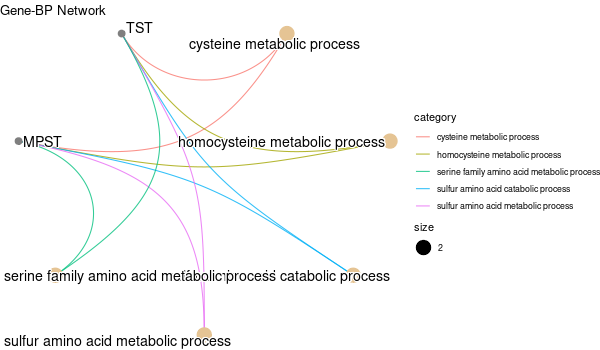 Gene-BP Network
TST
cysteine metabolic process
MPST
homocysteine metabolic process
serine family amino acid metabolic process
catabolic process
sulfur amino acid metabolic process
category
cysteine metabolic process
homocysteine metabolic process
serine family amino acid metabolic process
sulfur amino acid catabolic process
sulfur amino acid metabolic process
size
2